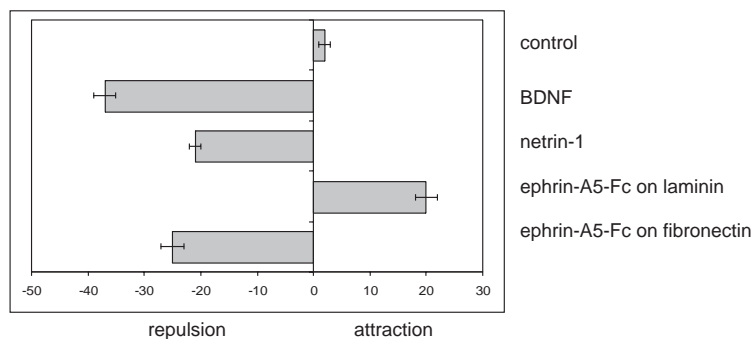 control
BDNF
netrin-1
ephrin-A5-Fc on laminin
ephrin-A5-Fc on fibronectin
-50 -40 -30 -20 -10 0 10 20 30
repulsion attraction